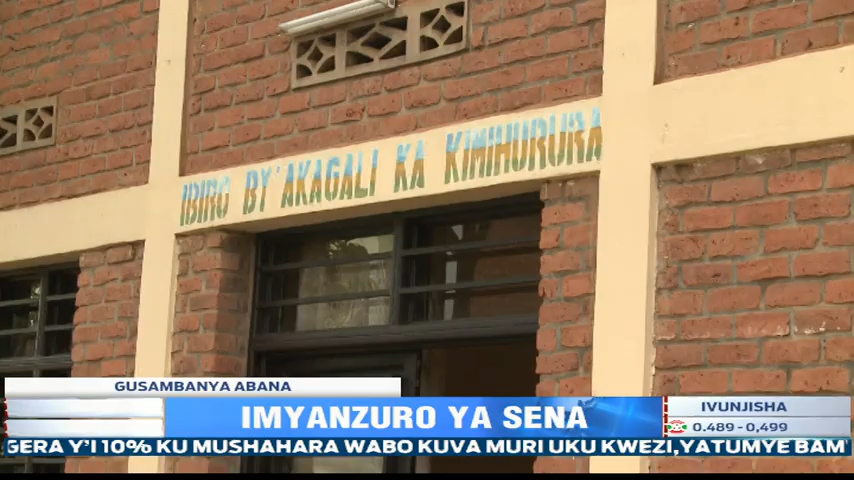 IBIRO BY'AKAGALI KA KIMIHURURA
GUSAMBANYA ABANA
IMYANZURO YA SENA
IVUNJISHA
0.489 - 0,499
GERA Y'I10% KU MUSHAHARA WABO KUVA MURI UKU KWEZI,YATUMYE BAM